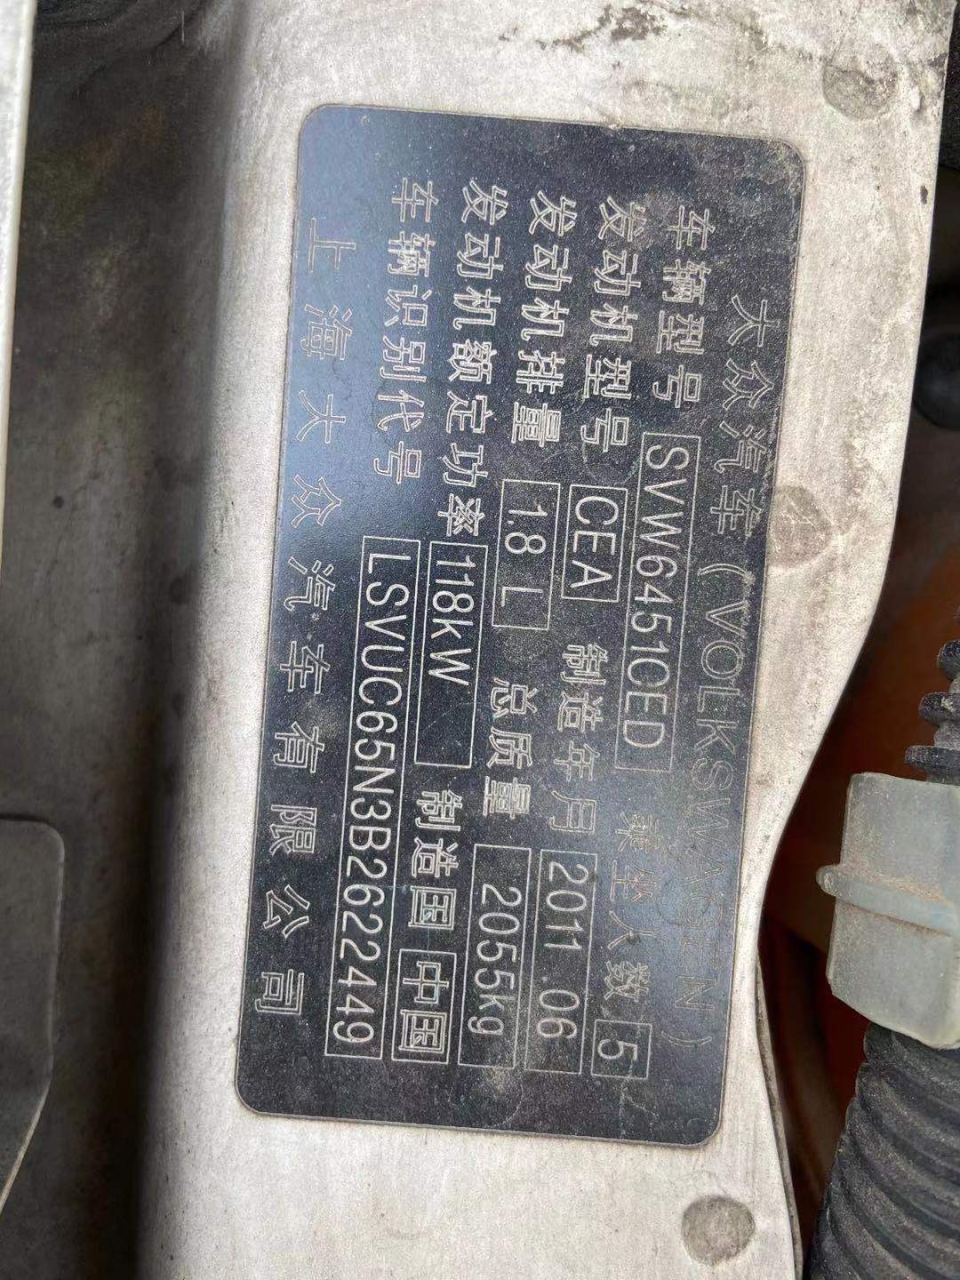 大众汽车(VOLKSWAGEN)
车辆型号 SVW6451OED 乘坐人数 5
发动机型号 CEA 制造年月 2011.06
发动机排量 1.8 L 总质量 2055kg
发动机额定功率 118kW 制造国 中国
车辆识别代号 LSVUC65N3B2622449
上海大众汽车有限公司